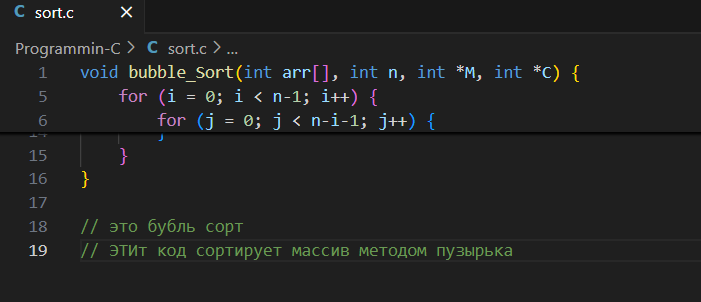 C sort.c ×
Programmin-C > C sort.c > ...
1 void bubble_Sort(int arr[], int n, int *M, int *C) {
5 for (i = 0; i < n-1; i++) {
6 for (j = 0; j < n-i-1; j++) {
14 }
15 }
16 }
17
18 // это бубль сорт
19 // ЭТИт код сортирует массив методом пузырька